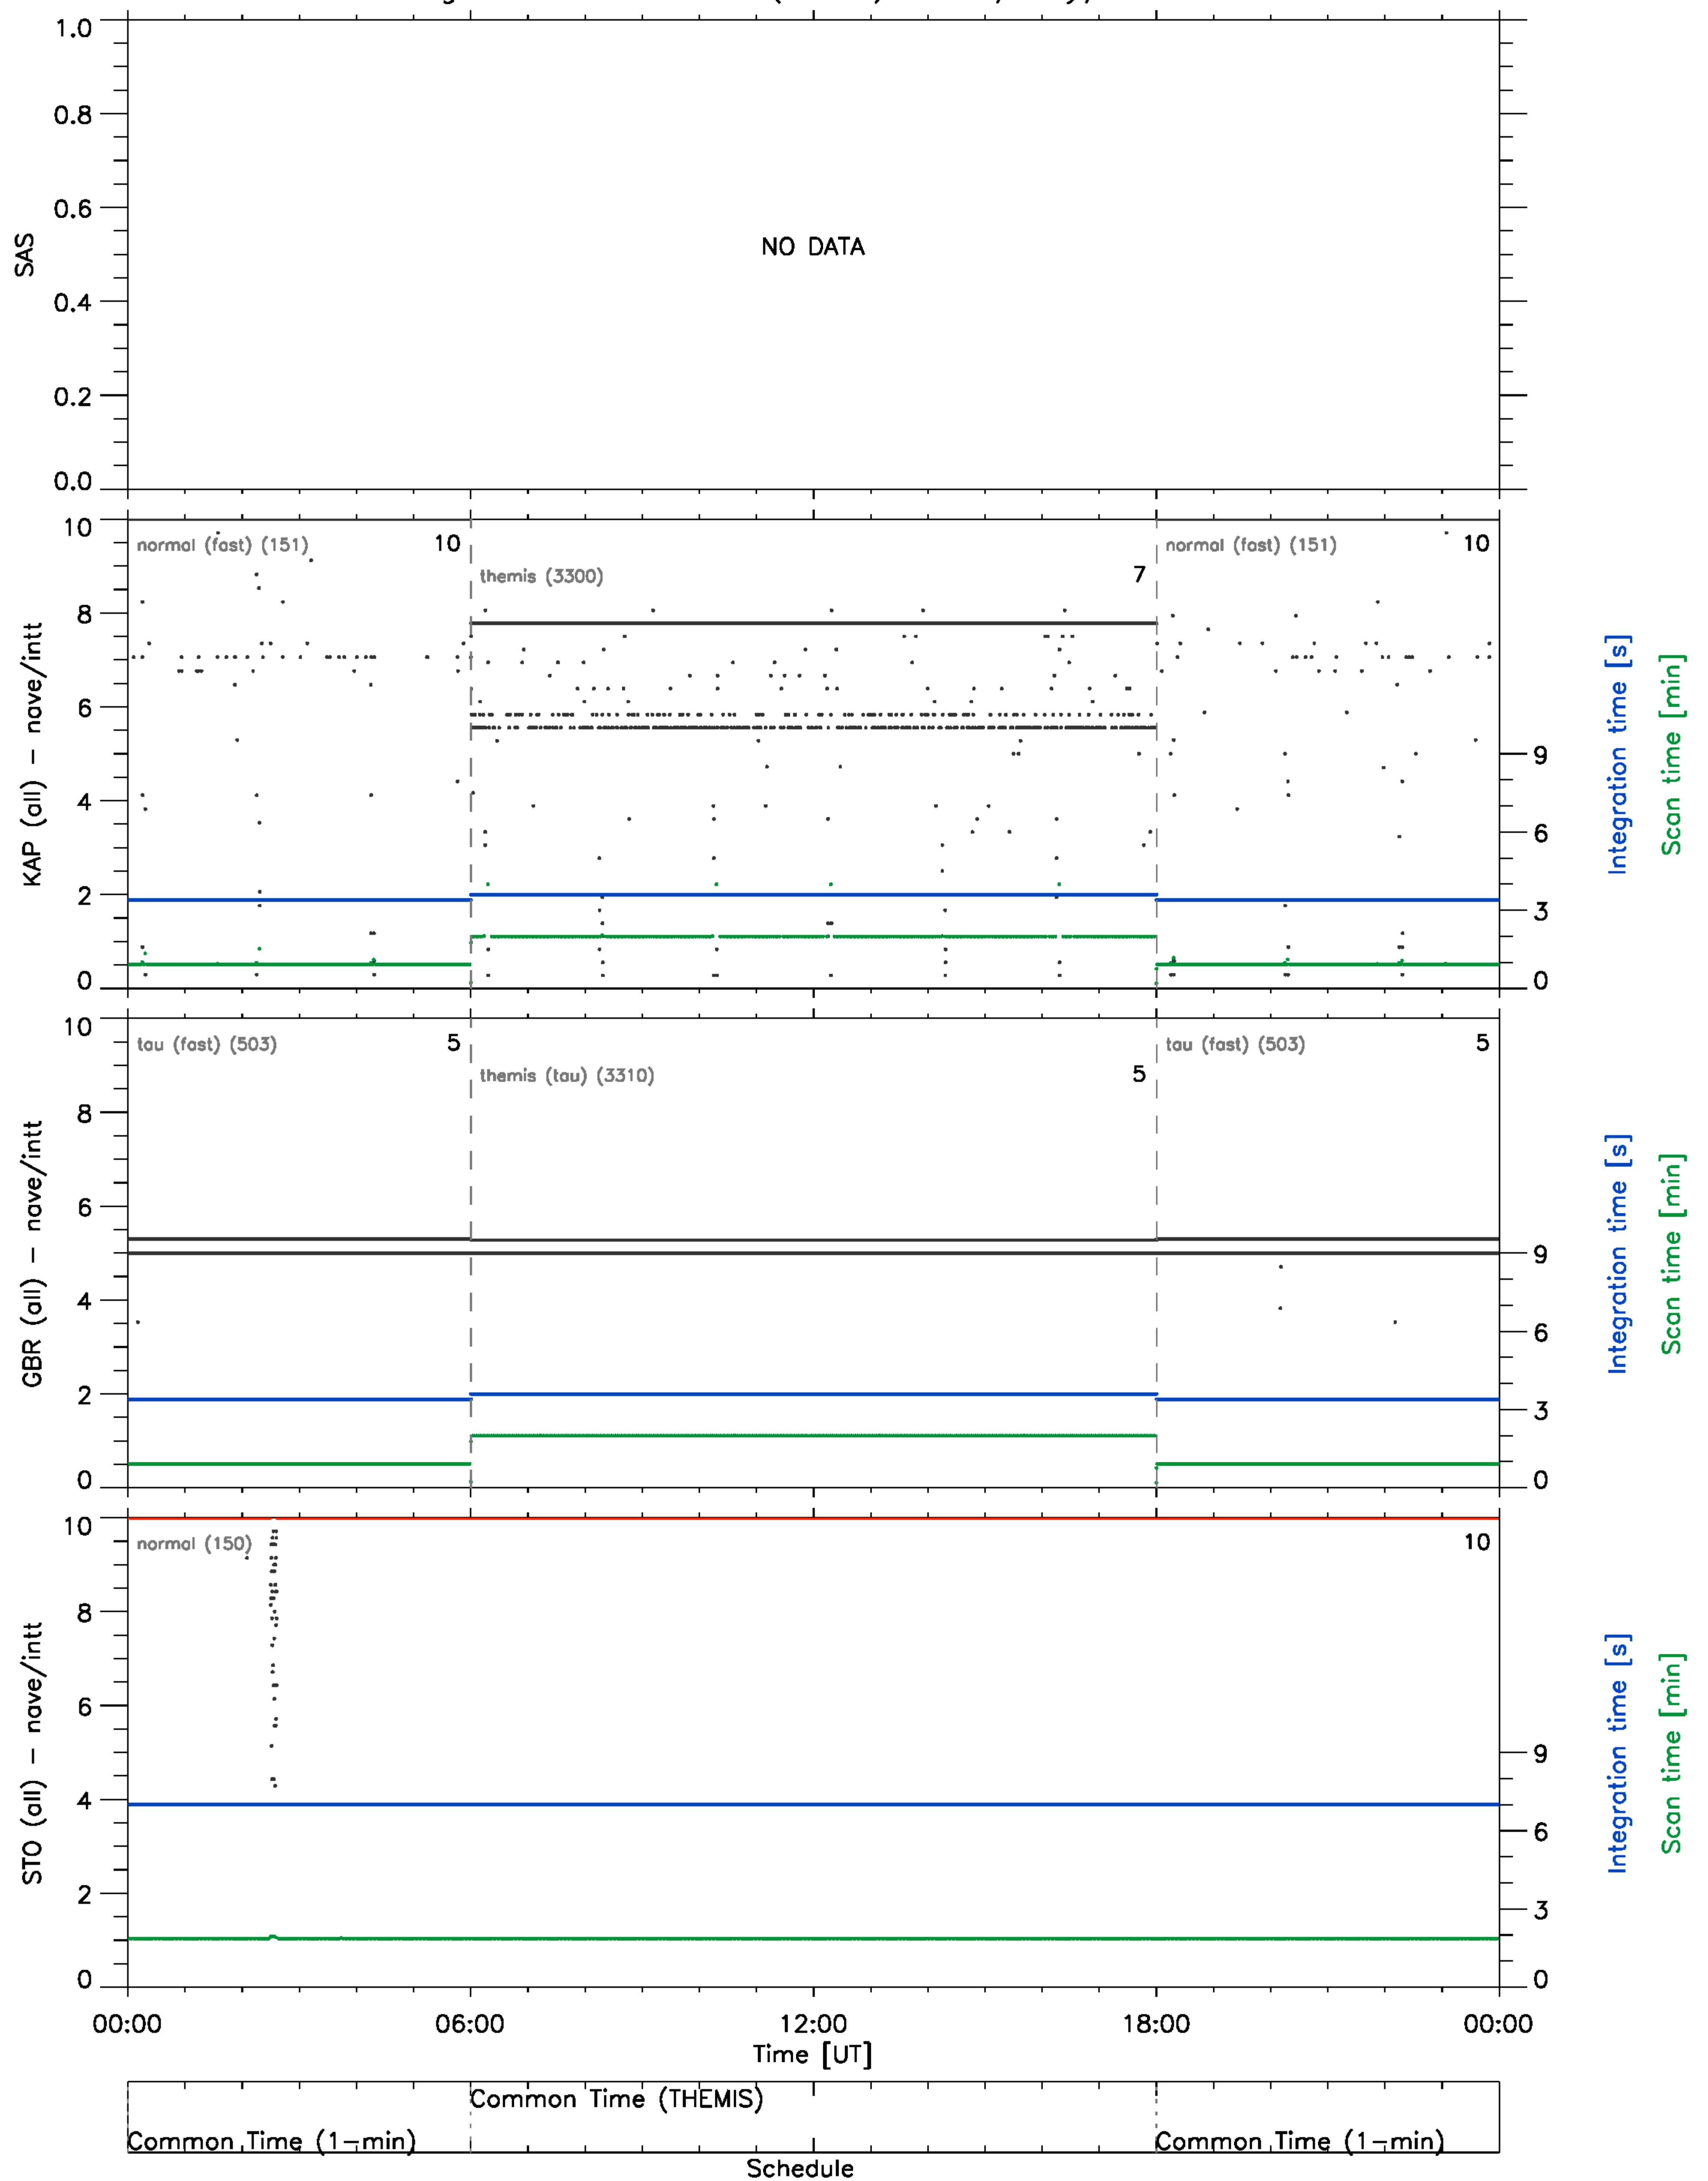 1.0
0.8
0.6
0.4
0.2
0.0
SAS
NO DATA
10
8
6
4
2
0
KAP (all) – nave/intt
normal (fast) (151)
10
themis (3300)
7
normal (fast) (151)
10
9
6
3
0
Integration time [s]
Scan time [min]
10
8
6
4
2
0
GBR (all) – nave/intt
tau (fast) (503)
5
themis (tau) (3310)
5
tau (fast) (503)
5
9
6
3
0
Integration time [s]
Scan time [min]
10
8
6
4
2
0
STO (all) – nave/intt
normal (150)
10
9
6
3
0
Integration time [s]
Scan time [min]
00:00
06:00
12:00
18:00
00:00
Time [UT]
Common Time (THEMIS)
Common Time (1–min)
Common Time (1–min)
Schedule